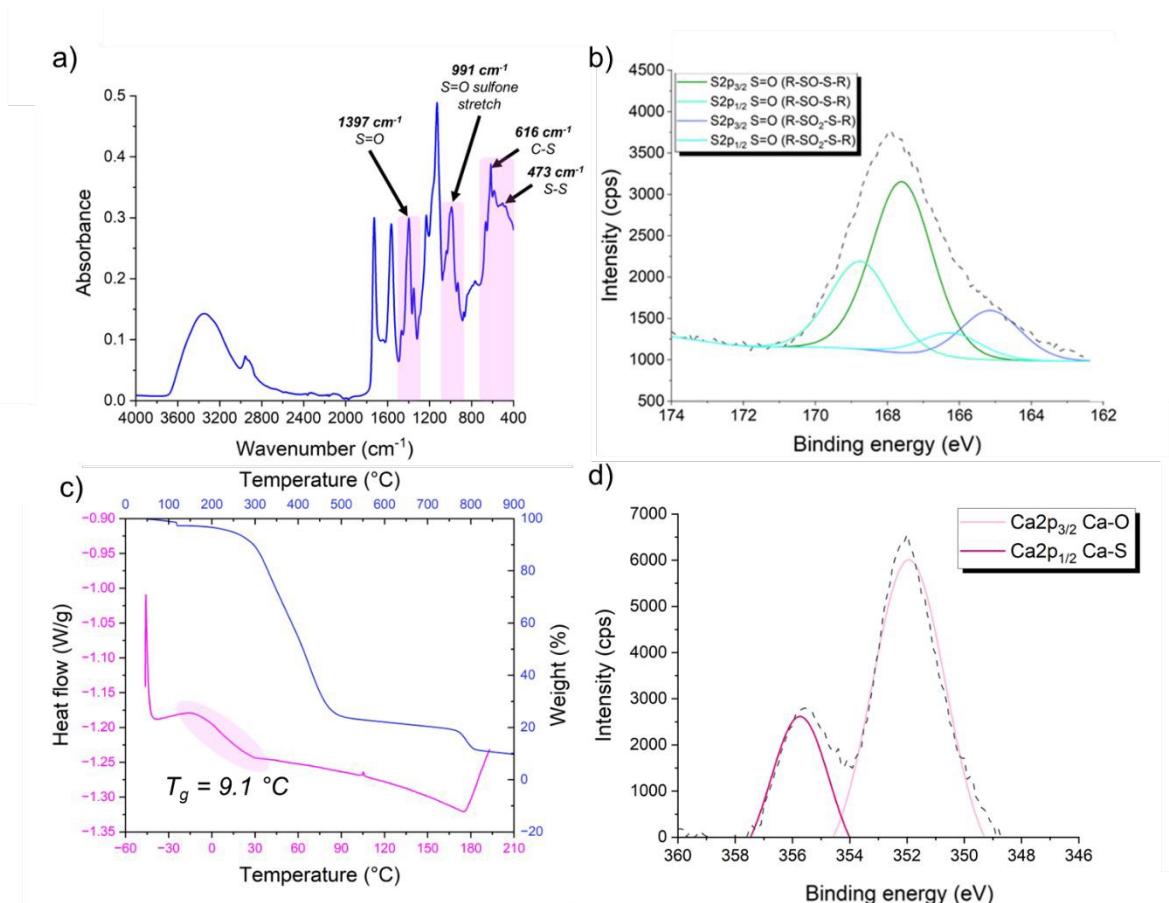 a)
991 cm-1
S=O sulfone
stretch
1397 cm-1
S=O
616 cm-1
C-S
473 cm-1
S-S
0.5
0.4
0.3
0.2
0.1
0.0
Absorbance
4000 3600 3200 2800 2400 2000 1600 1200 800 400
Wavenumber (cm-1)
b)
S2p3/2 S=O (R-SO-S-R)
S2p1/2 S=O (R-SO-S-R)
S2p3/2 S=O (R-SO2-S-R)
S2p1/2 S=O (R-SO2-S-R)
4500
4000
3500
3000
2500
2000
1500
1000
500
Intensity (cps)
174 172 170 168 166 164 162
Binding energy (eV)
c)
Temperature (°C)
0 100 200 300 400 500 600 700 800 900
−0.90
−0.95
−1.00
−1.05
−1.10
−1.15
−1.20
−1.25
−1.30
−1.35
Heat flow (W/g)
Tg = 9.1 °C
100
80
60
40
20
0
−20
Weight (%)
−60 −30 0 30 60 90 120 150 180 210
Temperature (°C)
d)
Ca2p3/2 Ca-O
Ca2p1/2 Ca-S
7000
6000
5000
4000
3000
2000
1000
0
Intensity (cps)
360 358 356 354 352 350 348 346
Binding energy (eV)